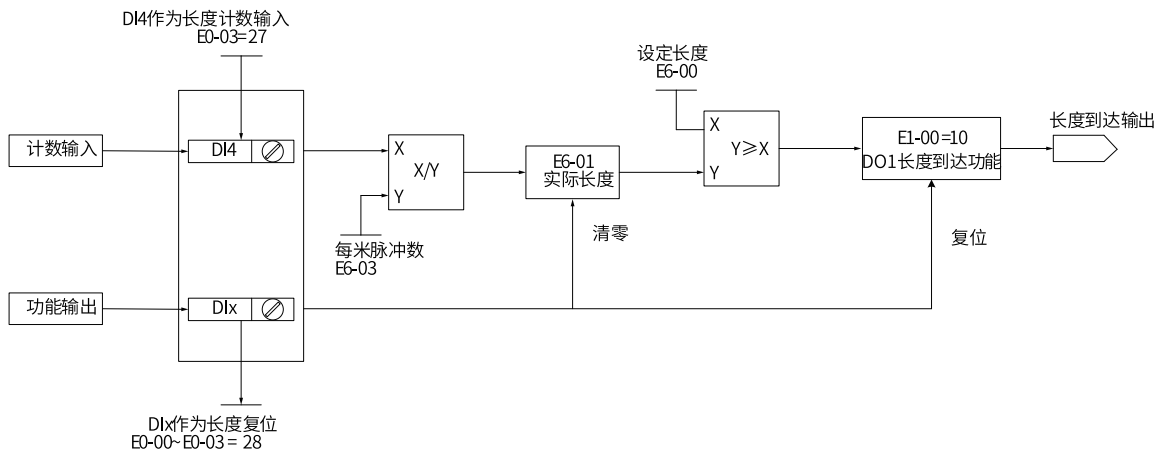 DI4作为长度计数输入
E0-03=27
设定长度
E6-00
计数输入
DI4
X
X/Y
Y
E6-01
实际长度
X
Y≥X
Y
E1-00=10
DO1长度到达功能
长度到达输出
每米脉冲数
E6-03
清零
复位
功能输出
DIx
DIx作为长度复位
E0-00~E0-03 = 28